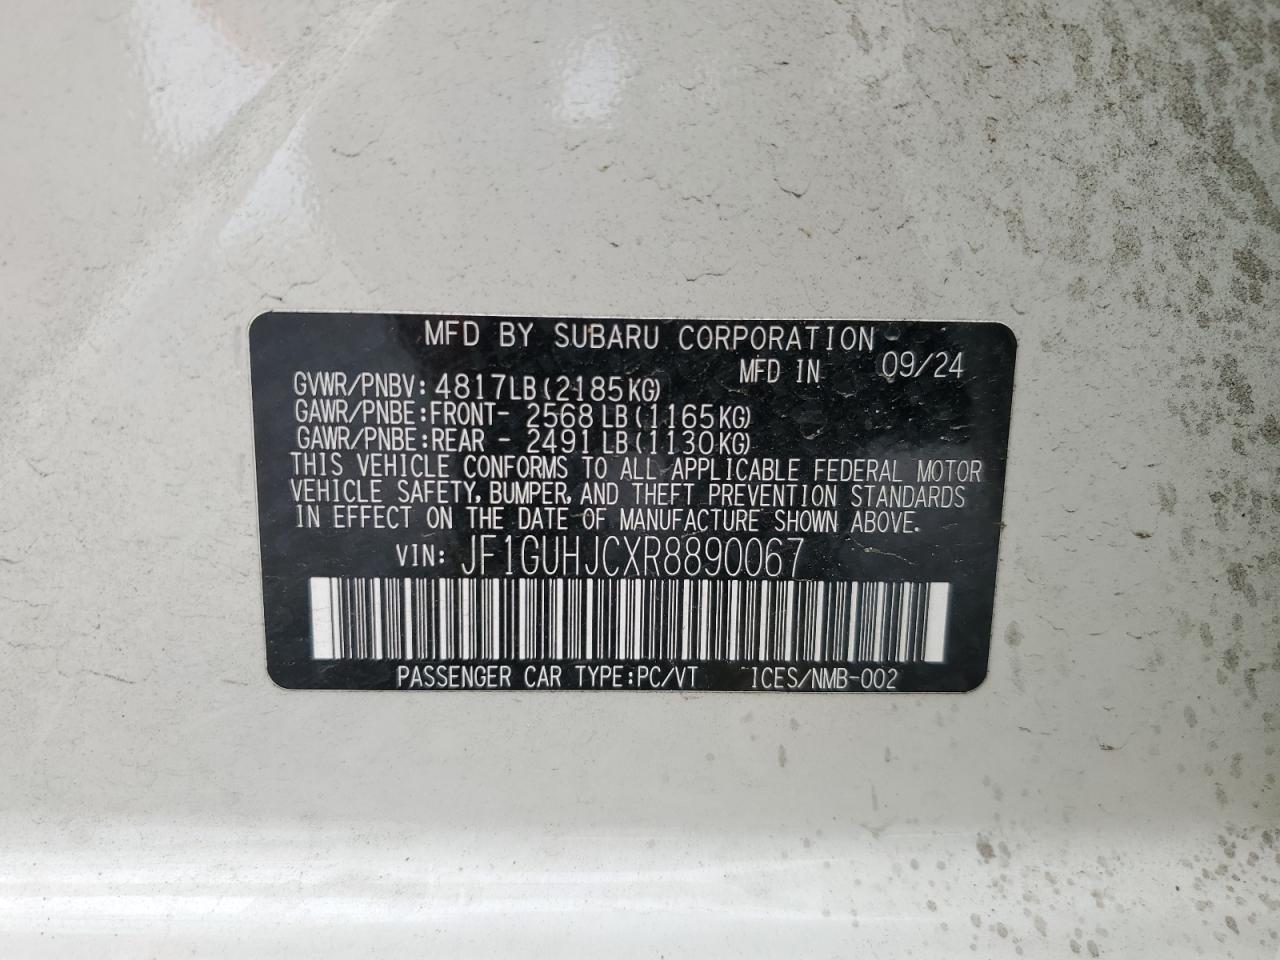 MFD BY SUBARU CORPORATION
MFD IN 09/24
GVWR/PNBV: 4817LB(2185KG)
GAWR/PNBE:FRONT- 2568 LB(1165KG)
GAWR/PNBE:REAR - 2491 LB(1130KG)
THIS VEHICLE CONFORMS TO ALL APPLICABLE FEDERAL MOTOR
VEHICLE SAFETY, BUMPER, AND THEFT PREVENTION STANDARDS
IN EFFECT ON THE DATE OF MANUFACTURE SHOWN ABOVE.
VIN: JF1GUHJCXR8890067
PASSENGER CAR TYPE:PC/VT ICES/NMB-002